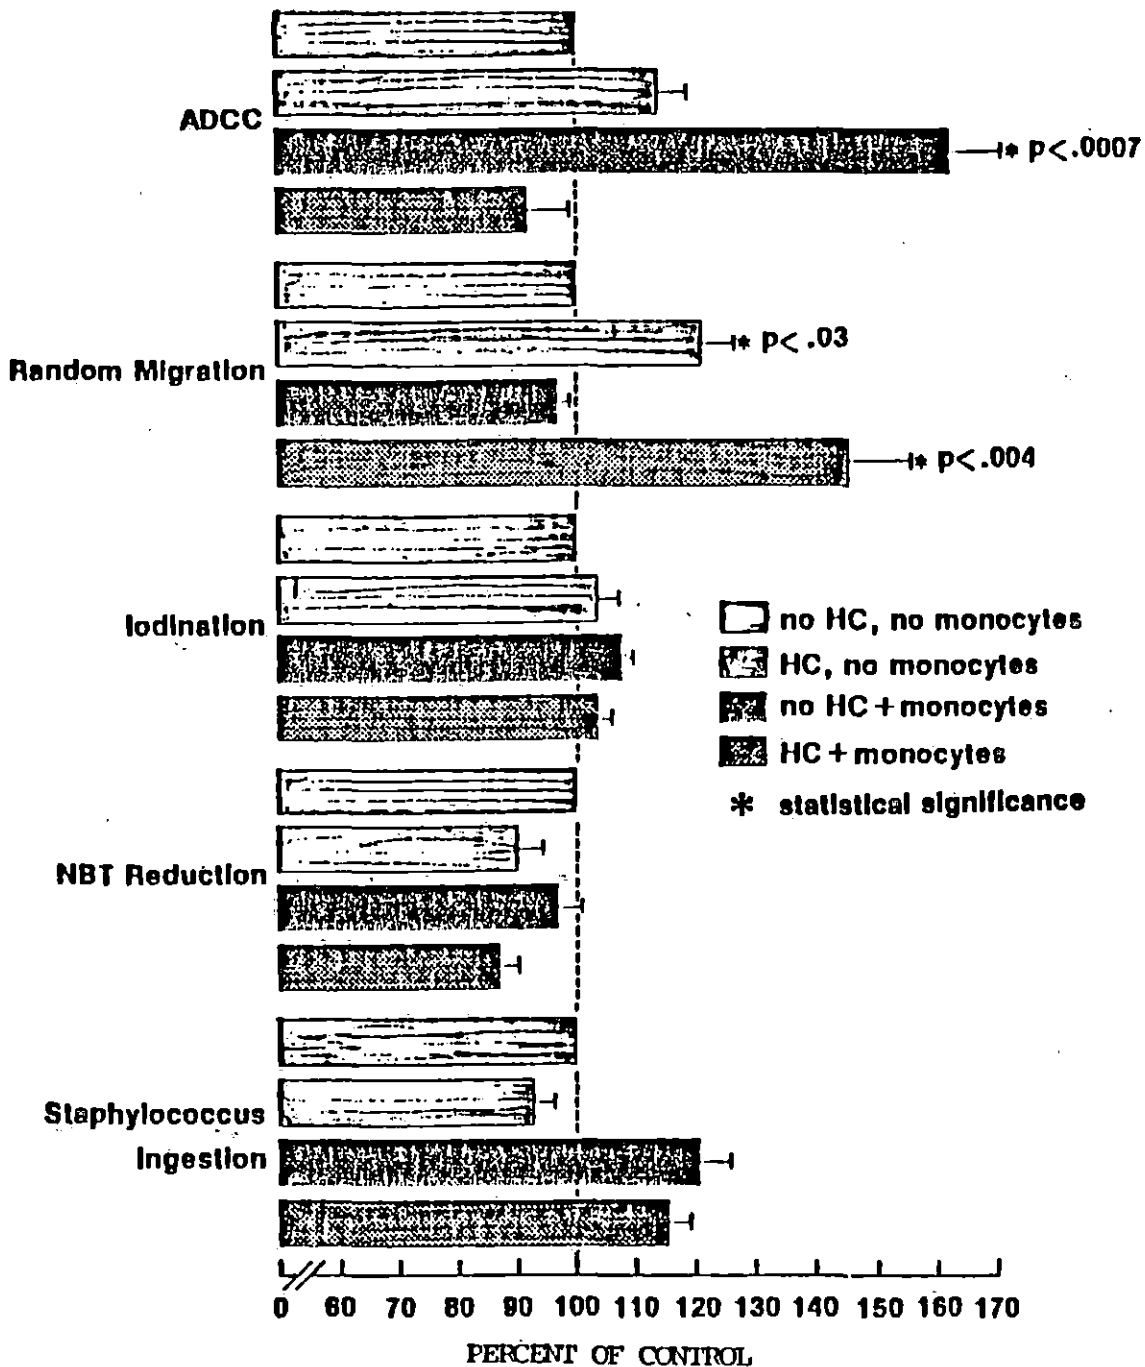 ADCC
* p<.0007
* p<.03
Random Migration
* p<.004
Iodination
no HC, no monocytes
HC, no monocytes
no HC+monocytes
HC+monocytes
* statistical significance
NBT Reduction
Staphylococcus
Ingestion
0 60 70 80 90 100 110 120 130 140 150 160 170
PERCENT OF CONTROL